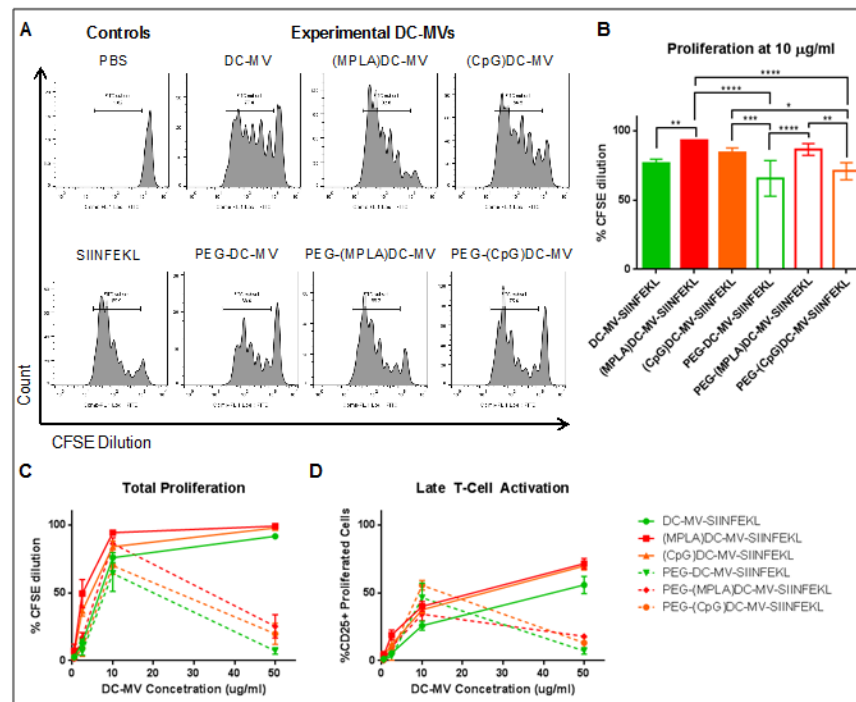 A
Controls
Experimental DC-MVs
PBS
DC-MV
(MPLA)DC-MV
(CpG)DC-MV
SIINFEKL
PEG-DC-MV
PEG-(MPLA)DC-MV
PEG-(CpG)DC-MV
Count
CFSE Dilution
B
Proliferation at 10 µg/ml
****
****
*
**
***
****
**
% CFSE dilution
100
50
0
DC-MV-SIINFEKL
(MPLA)DC-MV-SIINFEKL
(CpG)DC-MV-SIINFEKL
PEG-DC-MV-SIINFEKL
PEG-(MPLA)DC-MV-SIINFEKL
PEG-(CpG)DC-MV-SIINFEKL
C
Total Proliferation
% CFSE dilution
100
50
0
0 10 20 30 40 50
DC-MV Concetration (ug/ml)
D
Late T-Cell Activation
%CD25+ Proliferated Cells
100
50
0
0 10 20 30 40 50
DC-MV Concetration (ug/ml)
DC-MV-SIINFEKL
(MPLA)DC-MV-SIINFEKL
(CpG)DC-MV-SIINFEKL
PEG-DC-MV-SIINFEKL
PEG-(MPLA)DC-MV-SIINFEKL
PEG-(CpG)DC-MV-SIINFEKL